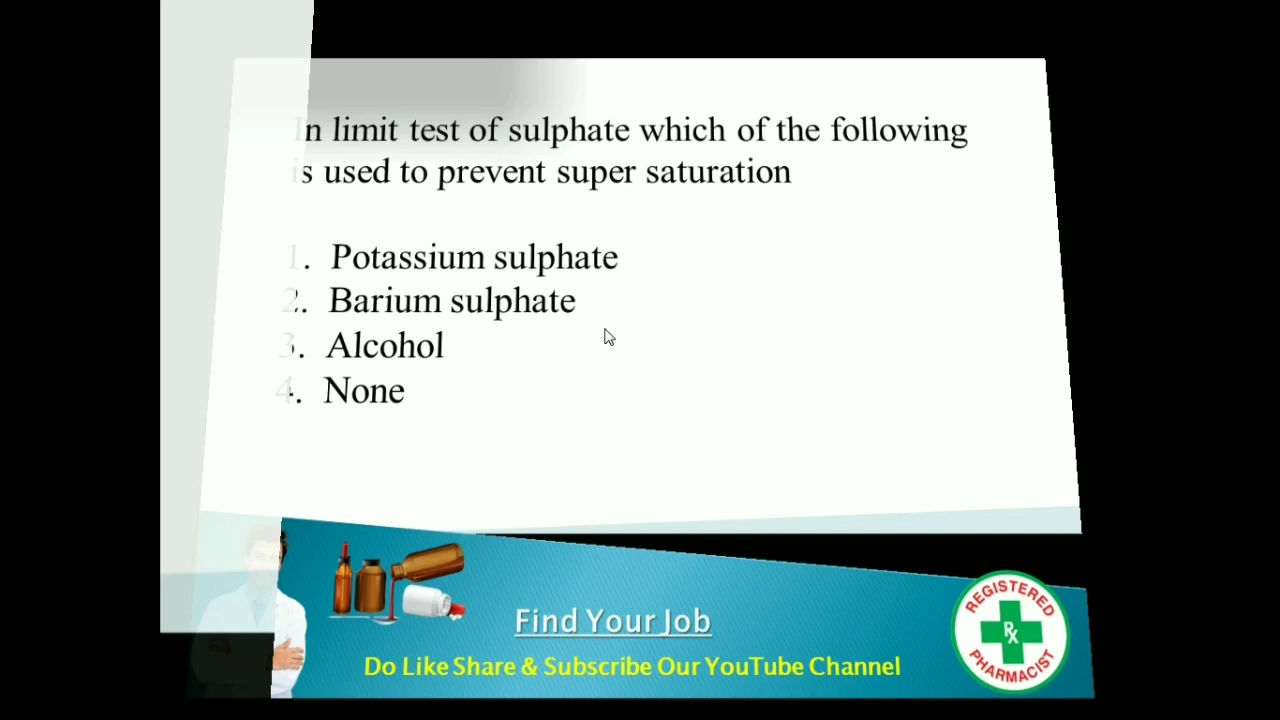 In limit test of sulphate which of the following
is used to prevent super saturation
1. Potassium sulphate
2. Barium sulphate
3. Alcohol
4. None
Find Your Job
Do Like Share & Subscribe Our YouTube Channel
REGISTERED
Rx
PHARMACIST